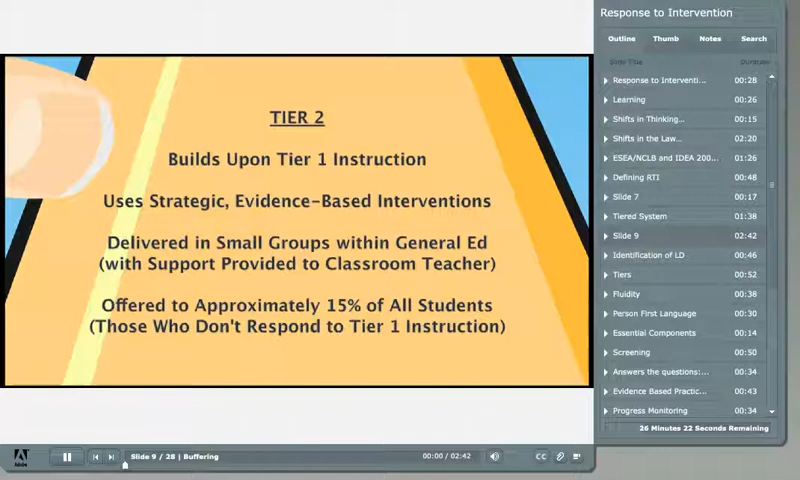 Response to Intervention
Outline Thumb Notes Search
Slide Title Duration
Response to Interventi... 00:28
Learning 00:26
Shifts in Thinking... 00:15
Shifts in the Law... 02:20
ESEA/NCLB and IDEA 200... 01:26
Defining RTI 00:48
Slide 7 00:17
Tiered System 01:38
Slide 9 02:42
Identification of LD 00:46
Tiers 00:52
Fluidity 00:38
Person First Language 00:30
Essential Components 00:14
Screening 00:50
Answers the questions:... 00:34
Evidence Based Practic... 00:43
Progress Monitoring 00:34
26 Minutes 22 Seconds Remaining
TIER 2
Builds Upon Tier 1 Instruction
Uses Strategic, Evidence-Based Interventions
Delivered in Small Groups within General Ed
(with Support Provided to Classroom Teacher)
Offered to Approximately 15% of All Students
(Those Who Don't Respond to Tier 1 Instruction)
Adobe
Slide 9 / 28 | Buffering
00:00 / 02:42
CC